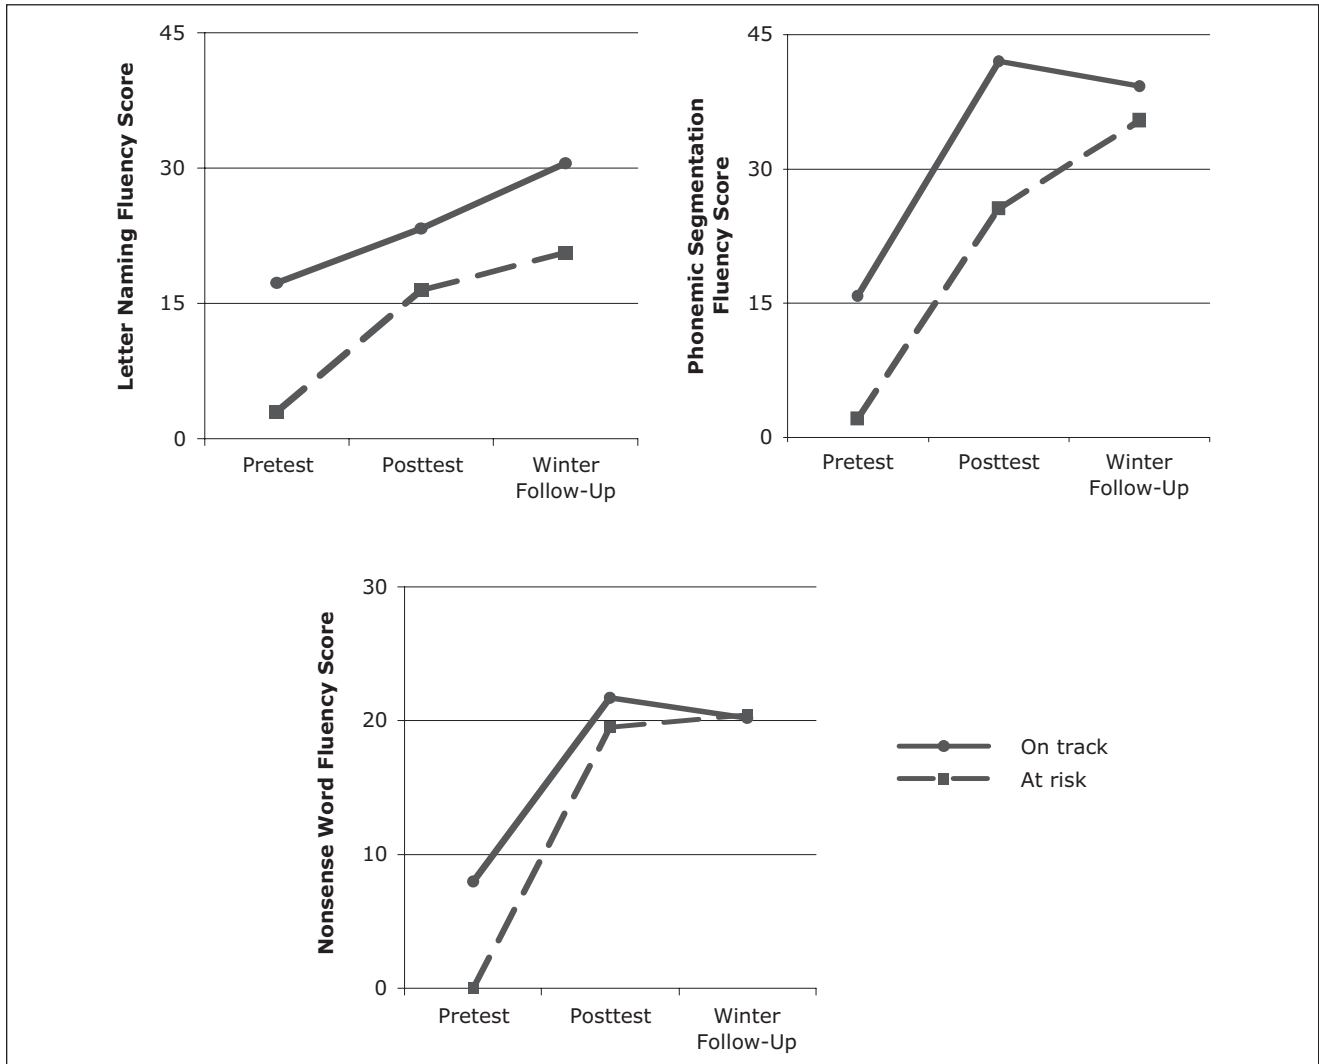 Letter Naming Fluency Score
45
30
15
0
Pretest
Posttest
Winter
Follow-Up
Phonemic Segmentation
Fluency Score
45
30
15
0
Pretest
Posttest
Winter
Follow-Up
Nonsense Word Fluency Score
30
20
10
0
Pretest
Posttest
Winter
Follow-Up
On track
At risk